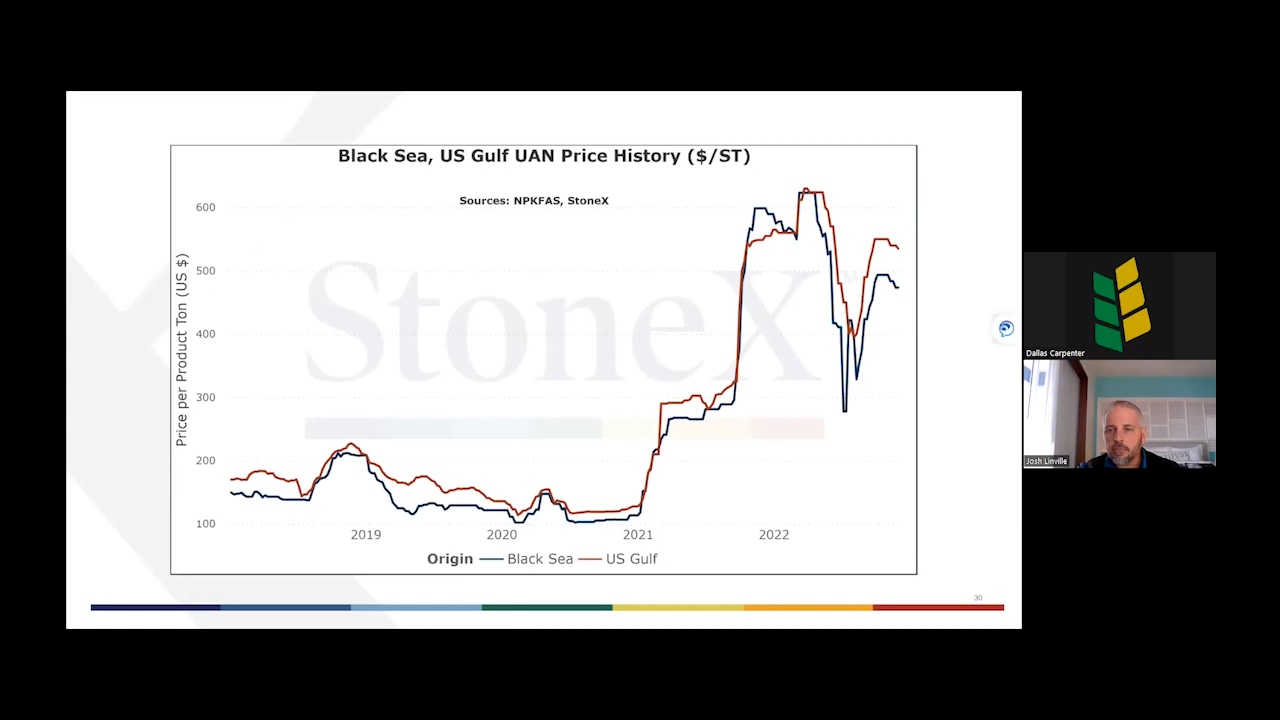 Black Sea, US Gulf UAN Price History ($/ST)
Sources: NPKFAS, StoneX
Price per Product Ton (US $)
600
500
400
300
200
100
StoneX
2019
2020
2021
2022
Origin
Black Sea
US Gulf
30
Dallas Carpenter
Josh Linville